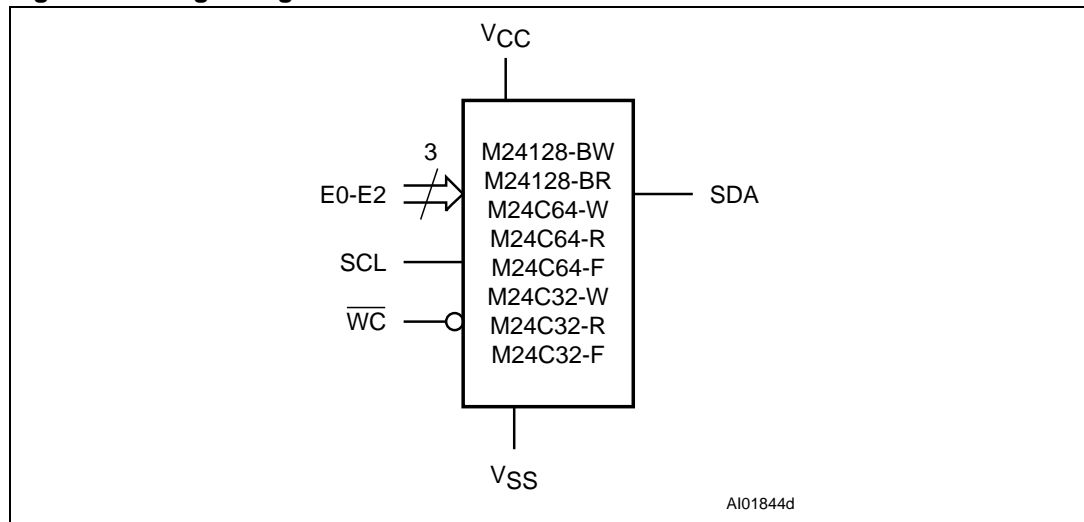 VCC
3
M24128-BW
M24128-BR
E0-E2
SDA
M24C64-W
M24C64-R
SCL
M24C64-F
M24C32-W
WC
M24C32-R
M24C32-F
VSS
AI01844d